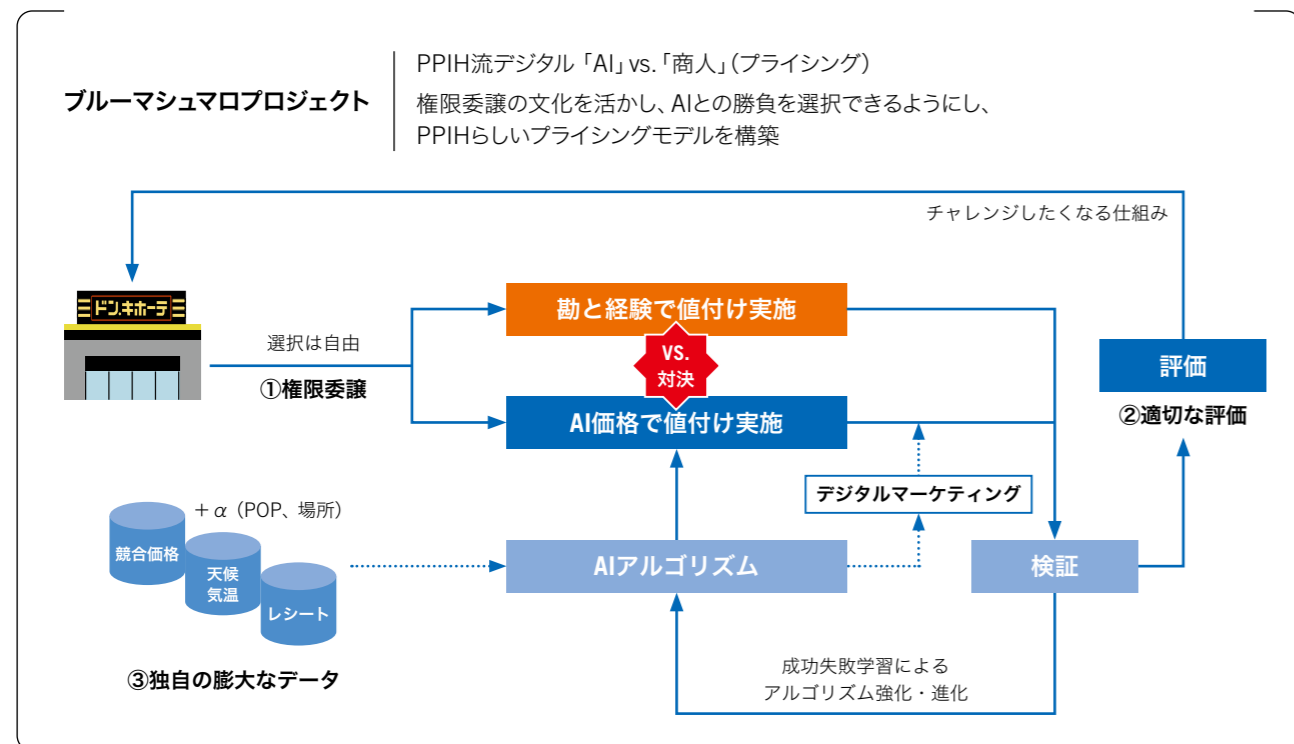 ブルーマシュマロプロジェクト
PPIH流デジタル「AI」vs.「商人」（プライシング）
権限委譲の文化を活かし、AIとの勝負を選択できるようにし、
PPIHらしいプライシングモデルを構築
チャレンジしたくなる仕組み
ドン.キホーテ
選択は自由
①権限委譲
勘と経験で値付け実施
VS.
対決
AI価格で値付け実施
評価
②適切な評価
デジタルマーケティング
＋α（POP、場所）
競合価格
天候
気温
レシート
AIアルゴリズム
検証
③独自の膨大なデータ
成功失敗学習による
アルゴリズム強化・進化